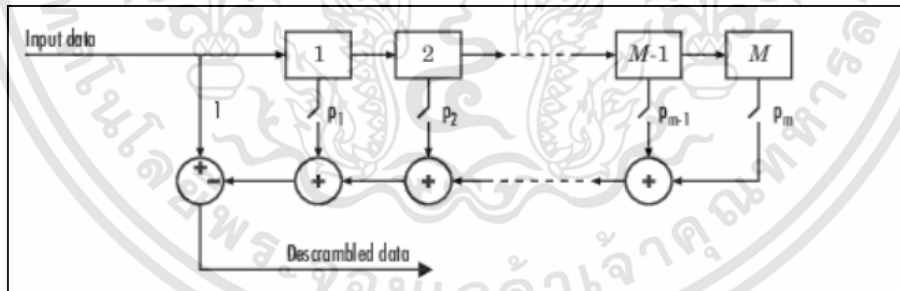 Input data
1 2 M-1 M
1 p1 p2 pm-1 pm
+ − + + +
Descrambled data